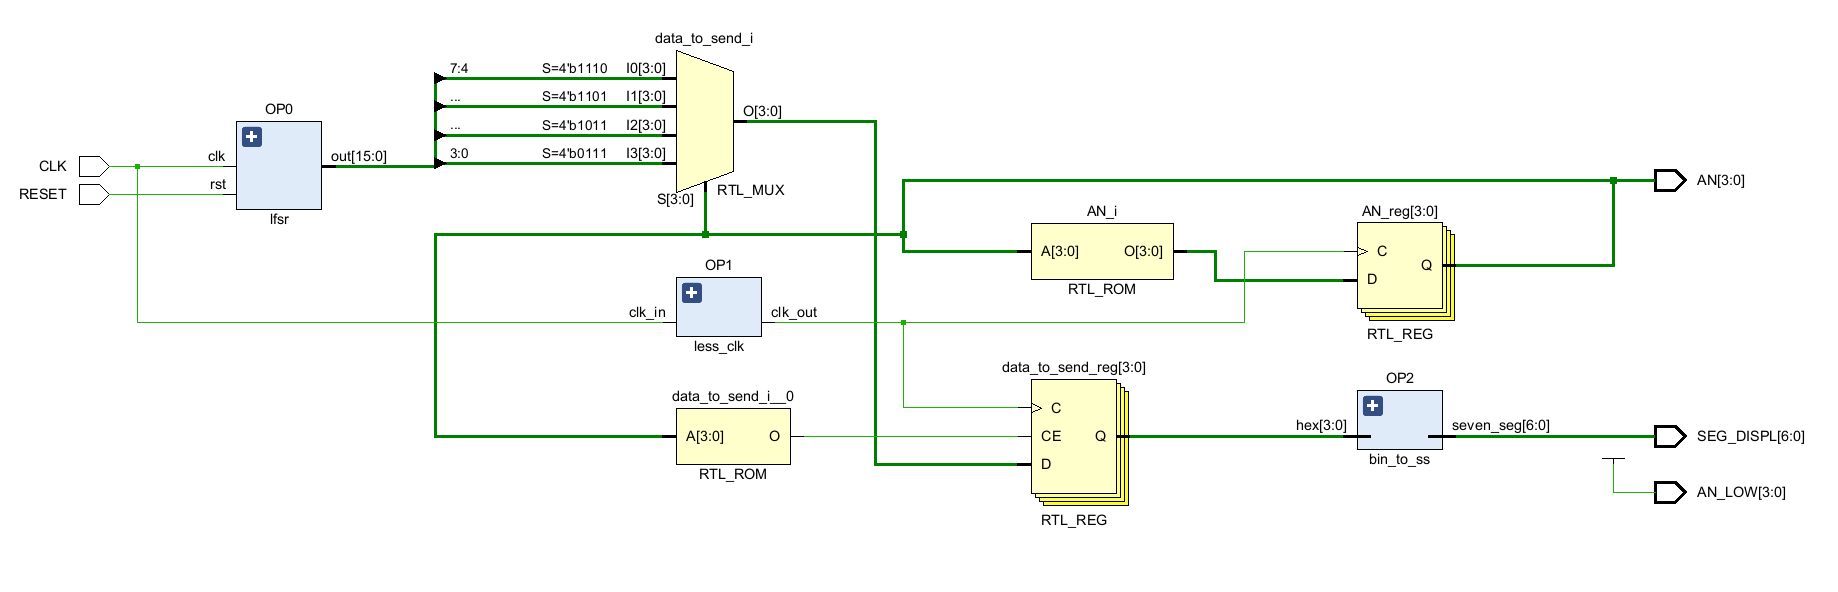 data_to_send_i
7:4 S=4'b1110 I0[3:0]
... S=4'b1101 I1[3:0]
... S=4'b1011 I2[3:0]
3:0 S=4'b0111 I3[3:0]
O[3:0]
S[3:0]
RTL_MUX
OP0
clk
rst
out[15:0]
lfsr
CLK
RESET
AN_i
A[3:0] O[3:0]
RTL_ROM
AN_reg[3:0]
C
D
Q
RTL_REG
AN[3:0]
OP1
clk_in
clk_out
less_clk
data_to_send_i__0
A[3:0] O
RTL_ROM
data_to_send_reg[3:0]
C
CE Q
D
RTL_REG
OP2
hex[3:0]
seven_seg[6:0]
bin_to_ss
SEG_DISPL[6:0]
AN_LOW[3:0]